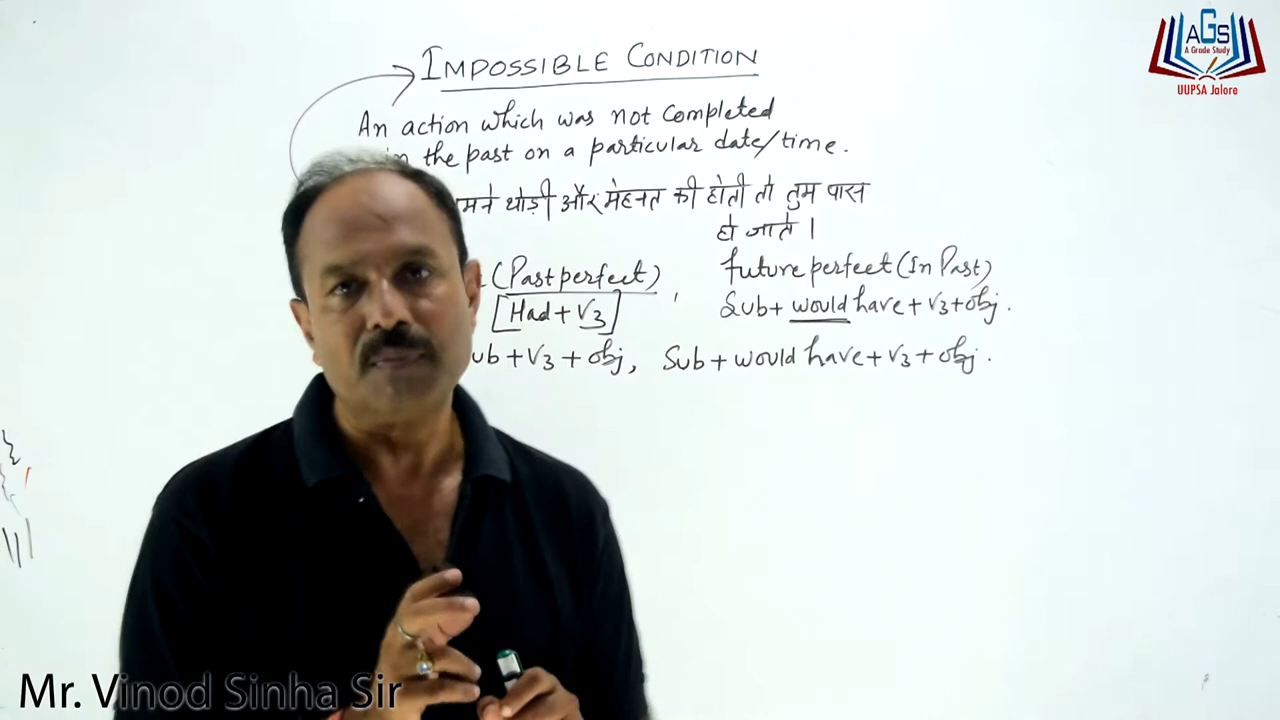 IMPOSSIBLE CONDITION
An action which was not completed
in the past on a particular date/time.
मने थोड़ी और मेहनत की होती तो तुम पास
हो जाते ।
(Past perfect) , future perfect (In Past)
[Had + V3] Sub + would have + V3 + obj.
ub + V3 + obj, Sub + would have + V3 + obj.
AGS
A Grade Study
UUPSA Jalore
Mr. Vinod Sinha Sir